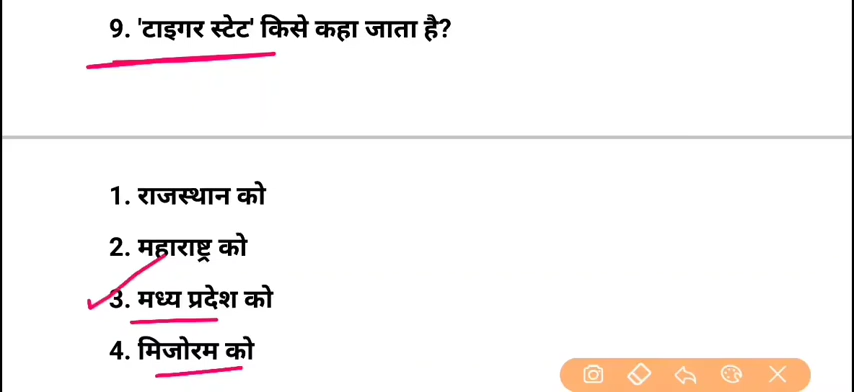 9. 'टाइगर स्टेट' किसे कहा जाता है?
1. राजस्थान को
2. महाराष्ट्र को
3. मध्य प्रदेश को
4. मिजोरम को